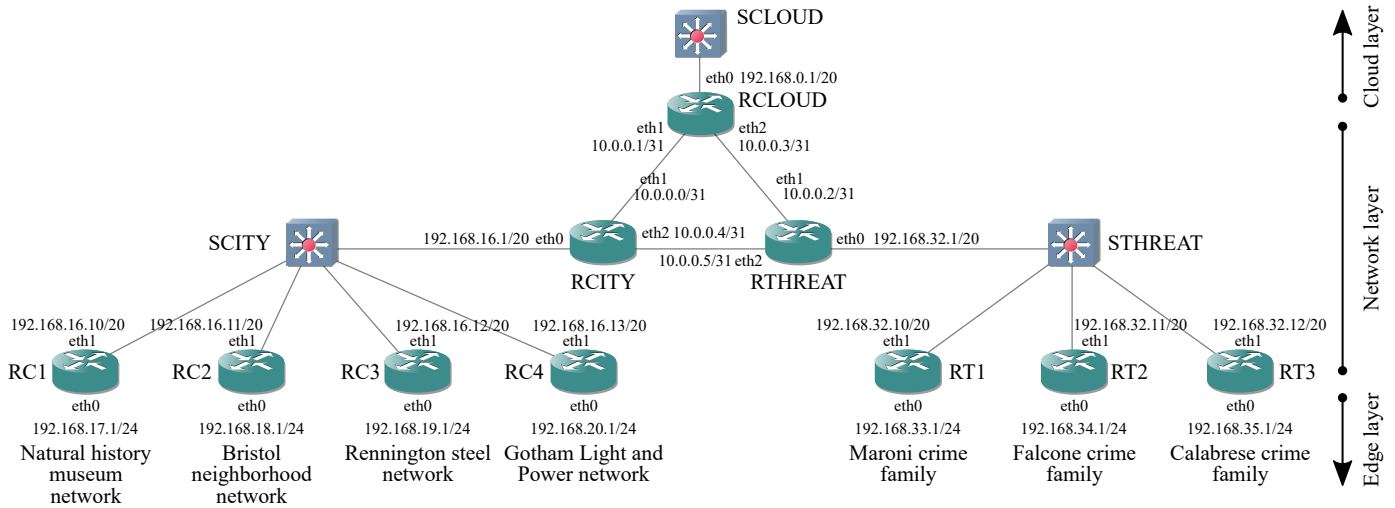 SCLOUD
eth0 192.168.0.1/20
RCLOUD
eth1
10.0.0.1/31
eth2
10.0.0.3/31
eth1
10.0.0.0/31
eth1
10.0.0.2/31
SCITY
192.168.16.1/20 eth0
RCITY
eth2 10.0.0.4/31
10.0.0.5/31 eth2
RTHREAT
eth0 192.168.32.1/20
STHREAT
192.168.16.10/20
eth1
RC1
eth0
192.168.17.1/24
Natural history
museum
network
192.168.16.11/20
eth1
RC2
eth0
192.168.18.1/24
Bristol
neighborhood
network
192.168.16.12/20
eth1
RC3
eth0
192.168.19.1/24
Rennington steel
network
192.168.16.13/20
eth1
RC4
eth0
192.168.20.1/24
Gotham Light and
Power network
192.168.32.10/20
eth1
RT1
eth0
192.168.33.1/24
Maroni crime
family
192.168.32.11/20
eth1
RT2
eth0
192.168.34.1/24
Falcone crime
family
192.168.32.12/20
eth1
RT3
eth0
192.168.35.1/24
Calabrese crime
family
Cloud layer
Network layer
Edge layer